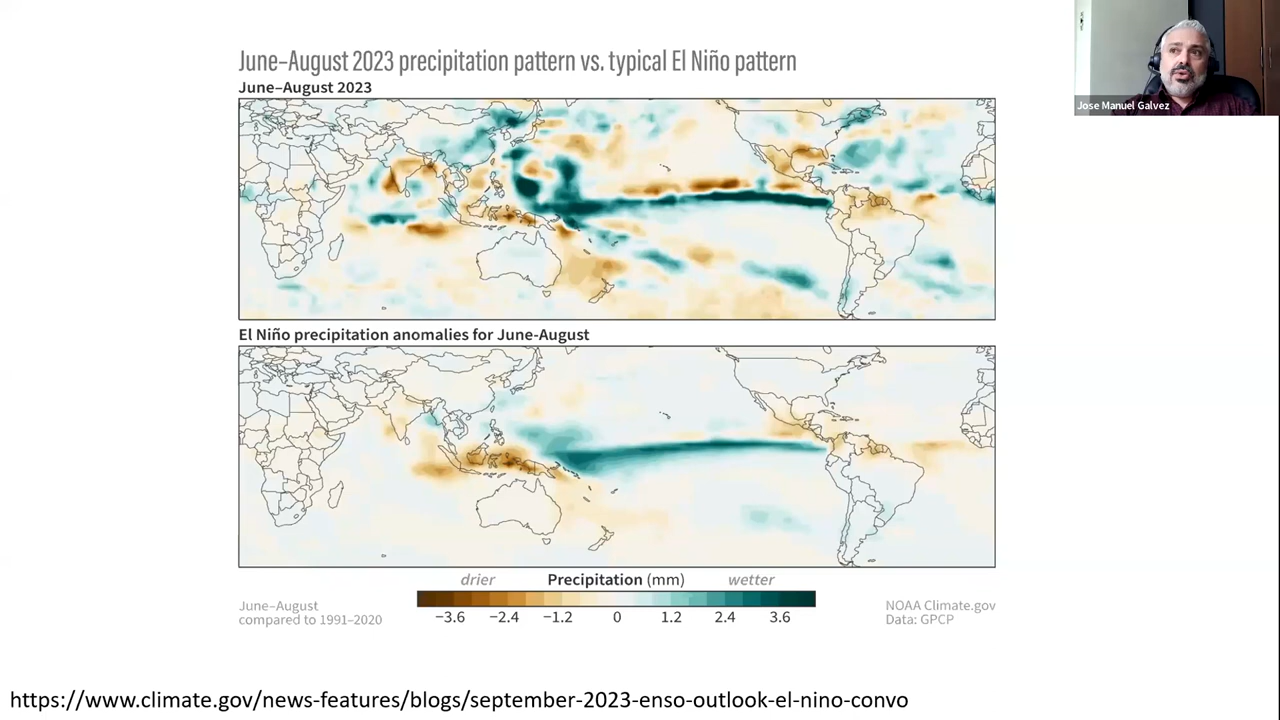 June–August 2023 precipitation pattern vs. typical El Niño pattern
June–August 2023
Jose Manuel Galvez
El Niño precipitation anomalies for June-August
drier Precipitation (mm) wetter
−3.6 −2.4 −1.2 0 1.2 2.4 3.6
June–August
compared to 1991–2020
NOAA Climate.gov
Data: GPCP
https://www.climate.gov/news-features/blogs/september-2023-enso-outlook-el-nino-convo